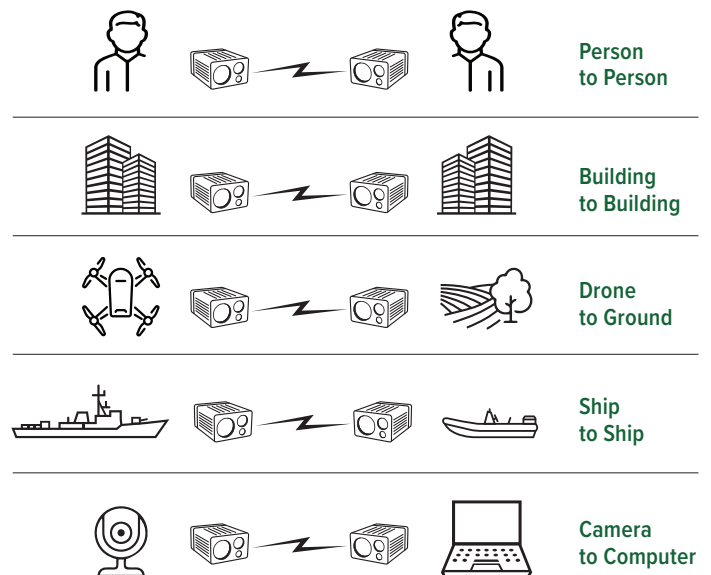 Person
to Person
Building
to Building
Drone
to Ground
Ship
to Ship
Camera
to Computer